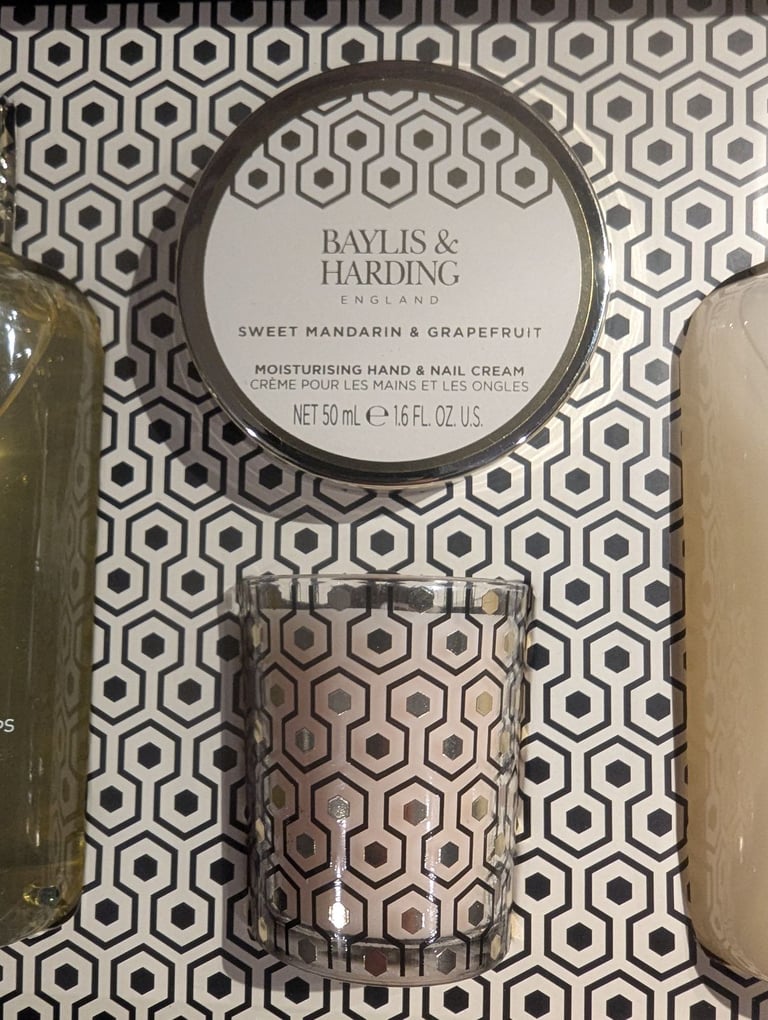 BAYLIS &
HARDING
ENGLAND
SWEET MANDARIN & GRAPEFRUIT
MOISTURISING HAND & NAIL CREAM
CRÈME POUR LES MAINS ET LES ONGLES
NET 50 mL ℮ 1.6 FL. OZ. U.S.